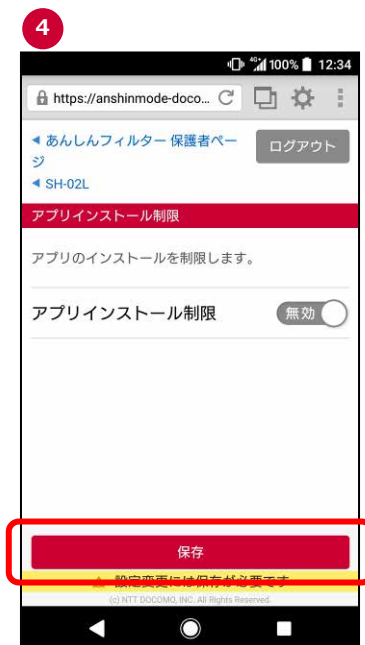 4
4G 100% 12:34
https://anshinmode-doco...
◀ あんしんフィルター 保護者ペー
ジ
ログアウト
◀ SH-02L
アプリインストール制限
アプリのインストールを制限します。
アプリインストール制限
無効
保存
設定変更には保存が必要です
(c) NTT DOCOMO, INC. All Rights Reserved.